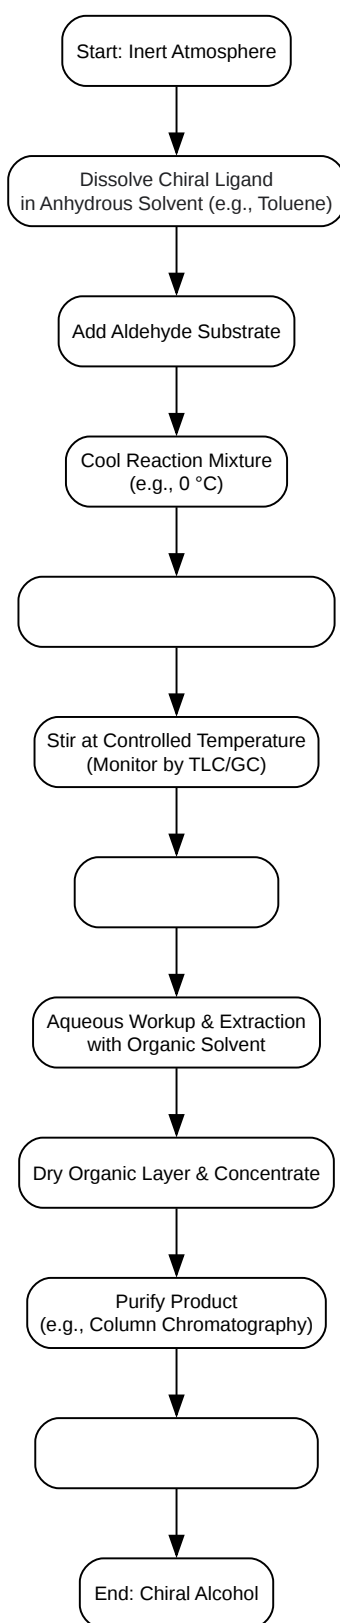 Start: Inert Atmosphere
Dissolve Chiral Ligand
in Anhydrous Solvent (e.g., Toluene)
Add Aldehyde Substrate
Cool Reaction Mixture
(e.g., 0 °C)
Stir at Controlled Temperature
(Monitor by TLC/GC)
Aqueous Workup & Extraction
with Organic Solvent
Dry Organic Layer & Concentrate
Purify Product
(e.g., Column Chromatography)
End: Chiral Alcohol